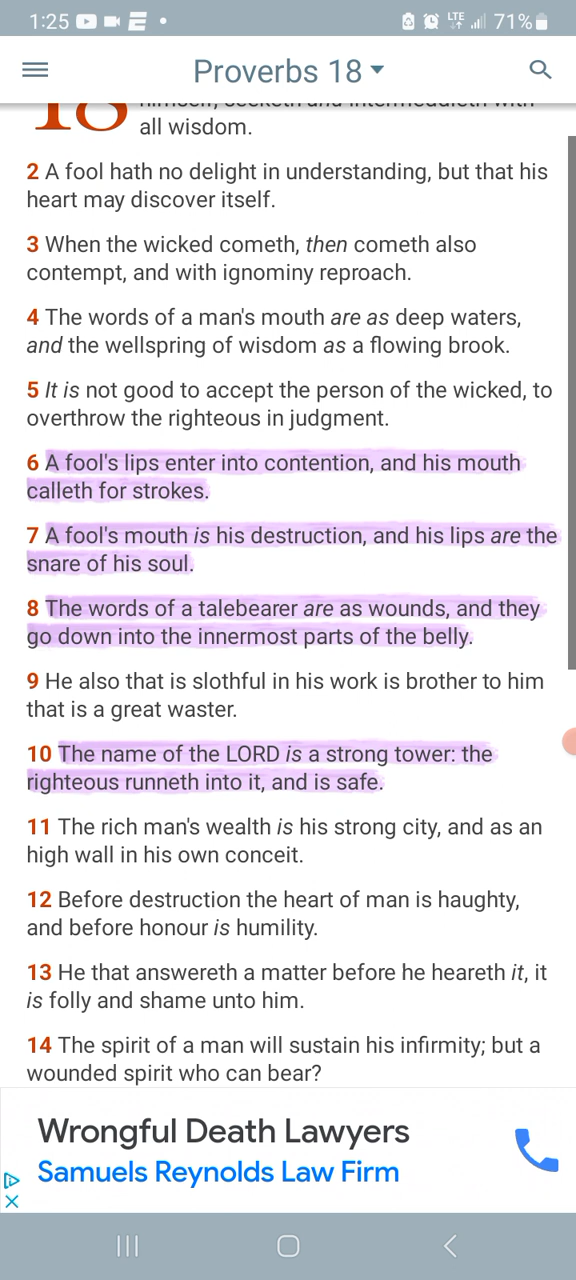 1:25
LTE
71%
Proverbs 18
18
himself, seeketh and intermeddleth with
all wisdom.
2 A fool hath no delight in understanding, but that his
heart may discover itself.
3 When the wicked cometh, then cometh also
contempt, and with ignominy reproach.
4 The words of a man's mouth are as deep waters,
and the wellspring of wisdom as a flowing brook.
5 It is not good to accept the person of the wicked, to
overthrow the righteous in judgment.
6 A fool's lips enter into contention, and his mouth
calleth for strokes.
7 A fool's mouth is his destruction, and his lips are the
snare of his soul.
8 The words of a talebearer are as wounds, and they
go down into the innermost parts of the belly.
9 He also that is slothful in his work is brother to him
that is a great waster.
10 The name of the LORD is a strong tower: the
righteous runneth into it, and is safe.
11 The rich man's wealth is his strong city, and as an
high wall in his own conceit.
12 Before destruction the heart of man is haughty,
and before honour is humility.
13 He that answereth a matter before he heareth it, it
is folly and shame unto him.
14 The spirit of a man will sustain his infirmity; but a
wounded spirit who can bear?
Wrongful Death Lawyers
Samuels Reynolds Law Firm